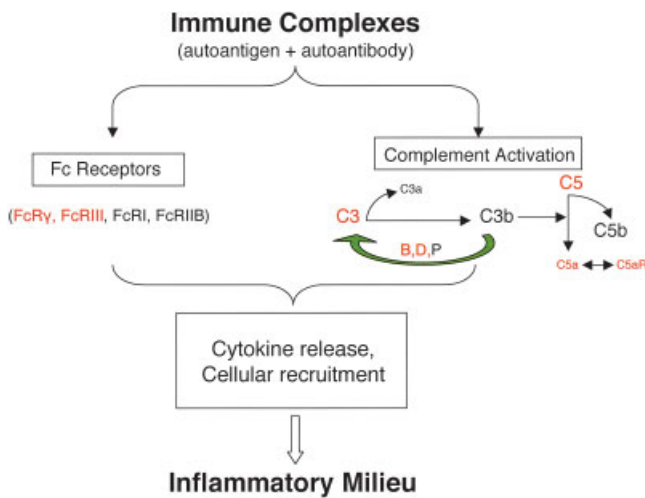 Immune Complexes
(autoantigen + autoantibody)
Fc Receptors
Complement Activation
(FcRγ, FcRIII, FcRI, FcRIIB)
C3
C3a
C3b
C5
C5b
B,D,P
C5a
C5aR
Cytokine release,
Cellular recruitment
Inflammatory Milieu